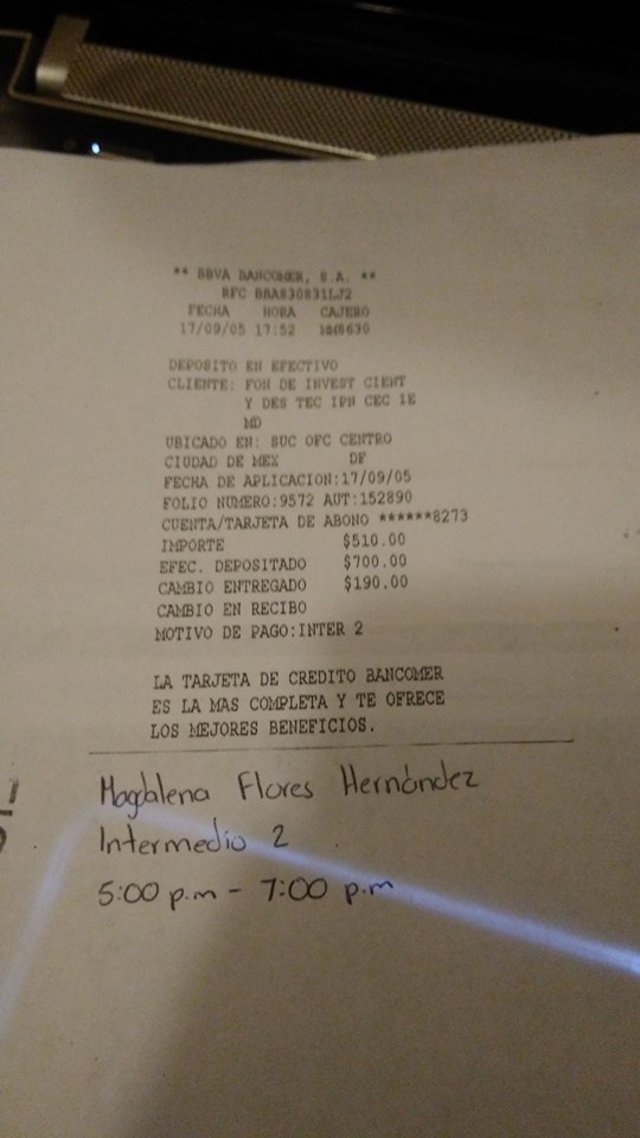 ** BBVA BANCOMER, S.A. **
RFC BBA830831LJ2
FECHA HORA CAJERO
17/09/05 17:52
DEPOSITO EN EFECTIVO
CLIENTE: FON DE INVEST CIENT
Y DES TEC IPN CEC IE
MD
UBICADO EN: SUC OFC CENTRO
CIUDAD DE MEX DF
FECHA DE APLICACION:17/09/05
FOLIO NUMERO:9572 AUT:152890
CUENTA/TARJETA DE ABONO ******8273
IMPORTE $510.00
EFEC. DEPOSITADO $700.00
CAMBIO ENTREGADO $190.00
CAMBIO EN RECIBO
MOTIVO DE PAGO:INTER 2
LA TARJETA DE CREDITO BANCOMER
ES LA MAS COMPLETA Y TE OFRECE
LOS MEJORES BENEFICIOS.
Magdalena Flores Hernández
Intermedio 2
5:00 p.m - 7:00 p.m